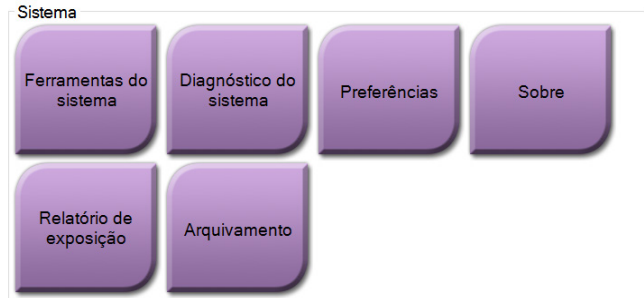 Sistema
Ferramentas do
sistema
Diagnóstico do
sistema
Preferências
Sobre
Relatório de
exposição
Arquivamento